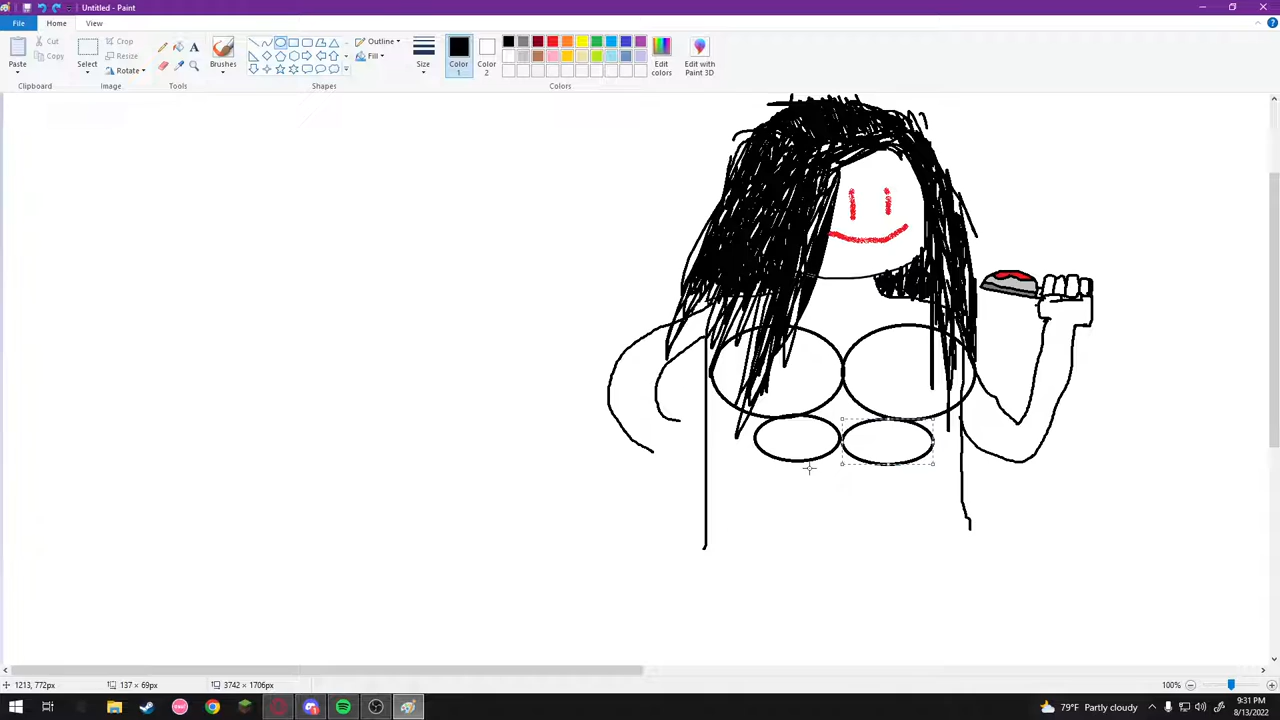 Untitled - Paint
File Home View
Paste
Cut
Copy
Clipboard
Select
Crop
Resize
Rotate
Image
A
Tools
Brushes
Outline
Fill
Shapes
Size
Color
1
Color
2
Colors
Edit
colors
Edit with
Paint 3D
1213, 772px
137 × 69px
3742 × 1706px
100%
79°F Partly cloudy
9:31 PM
8/13/2022